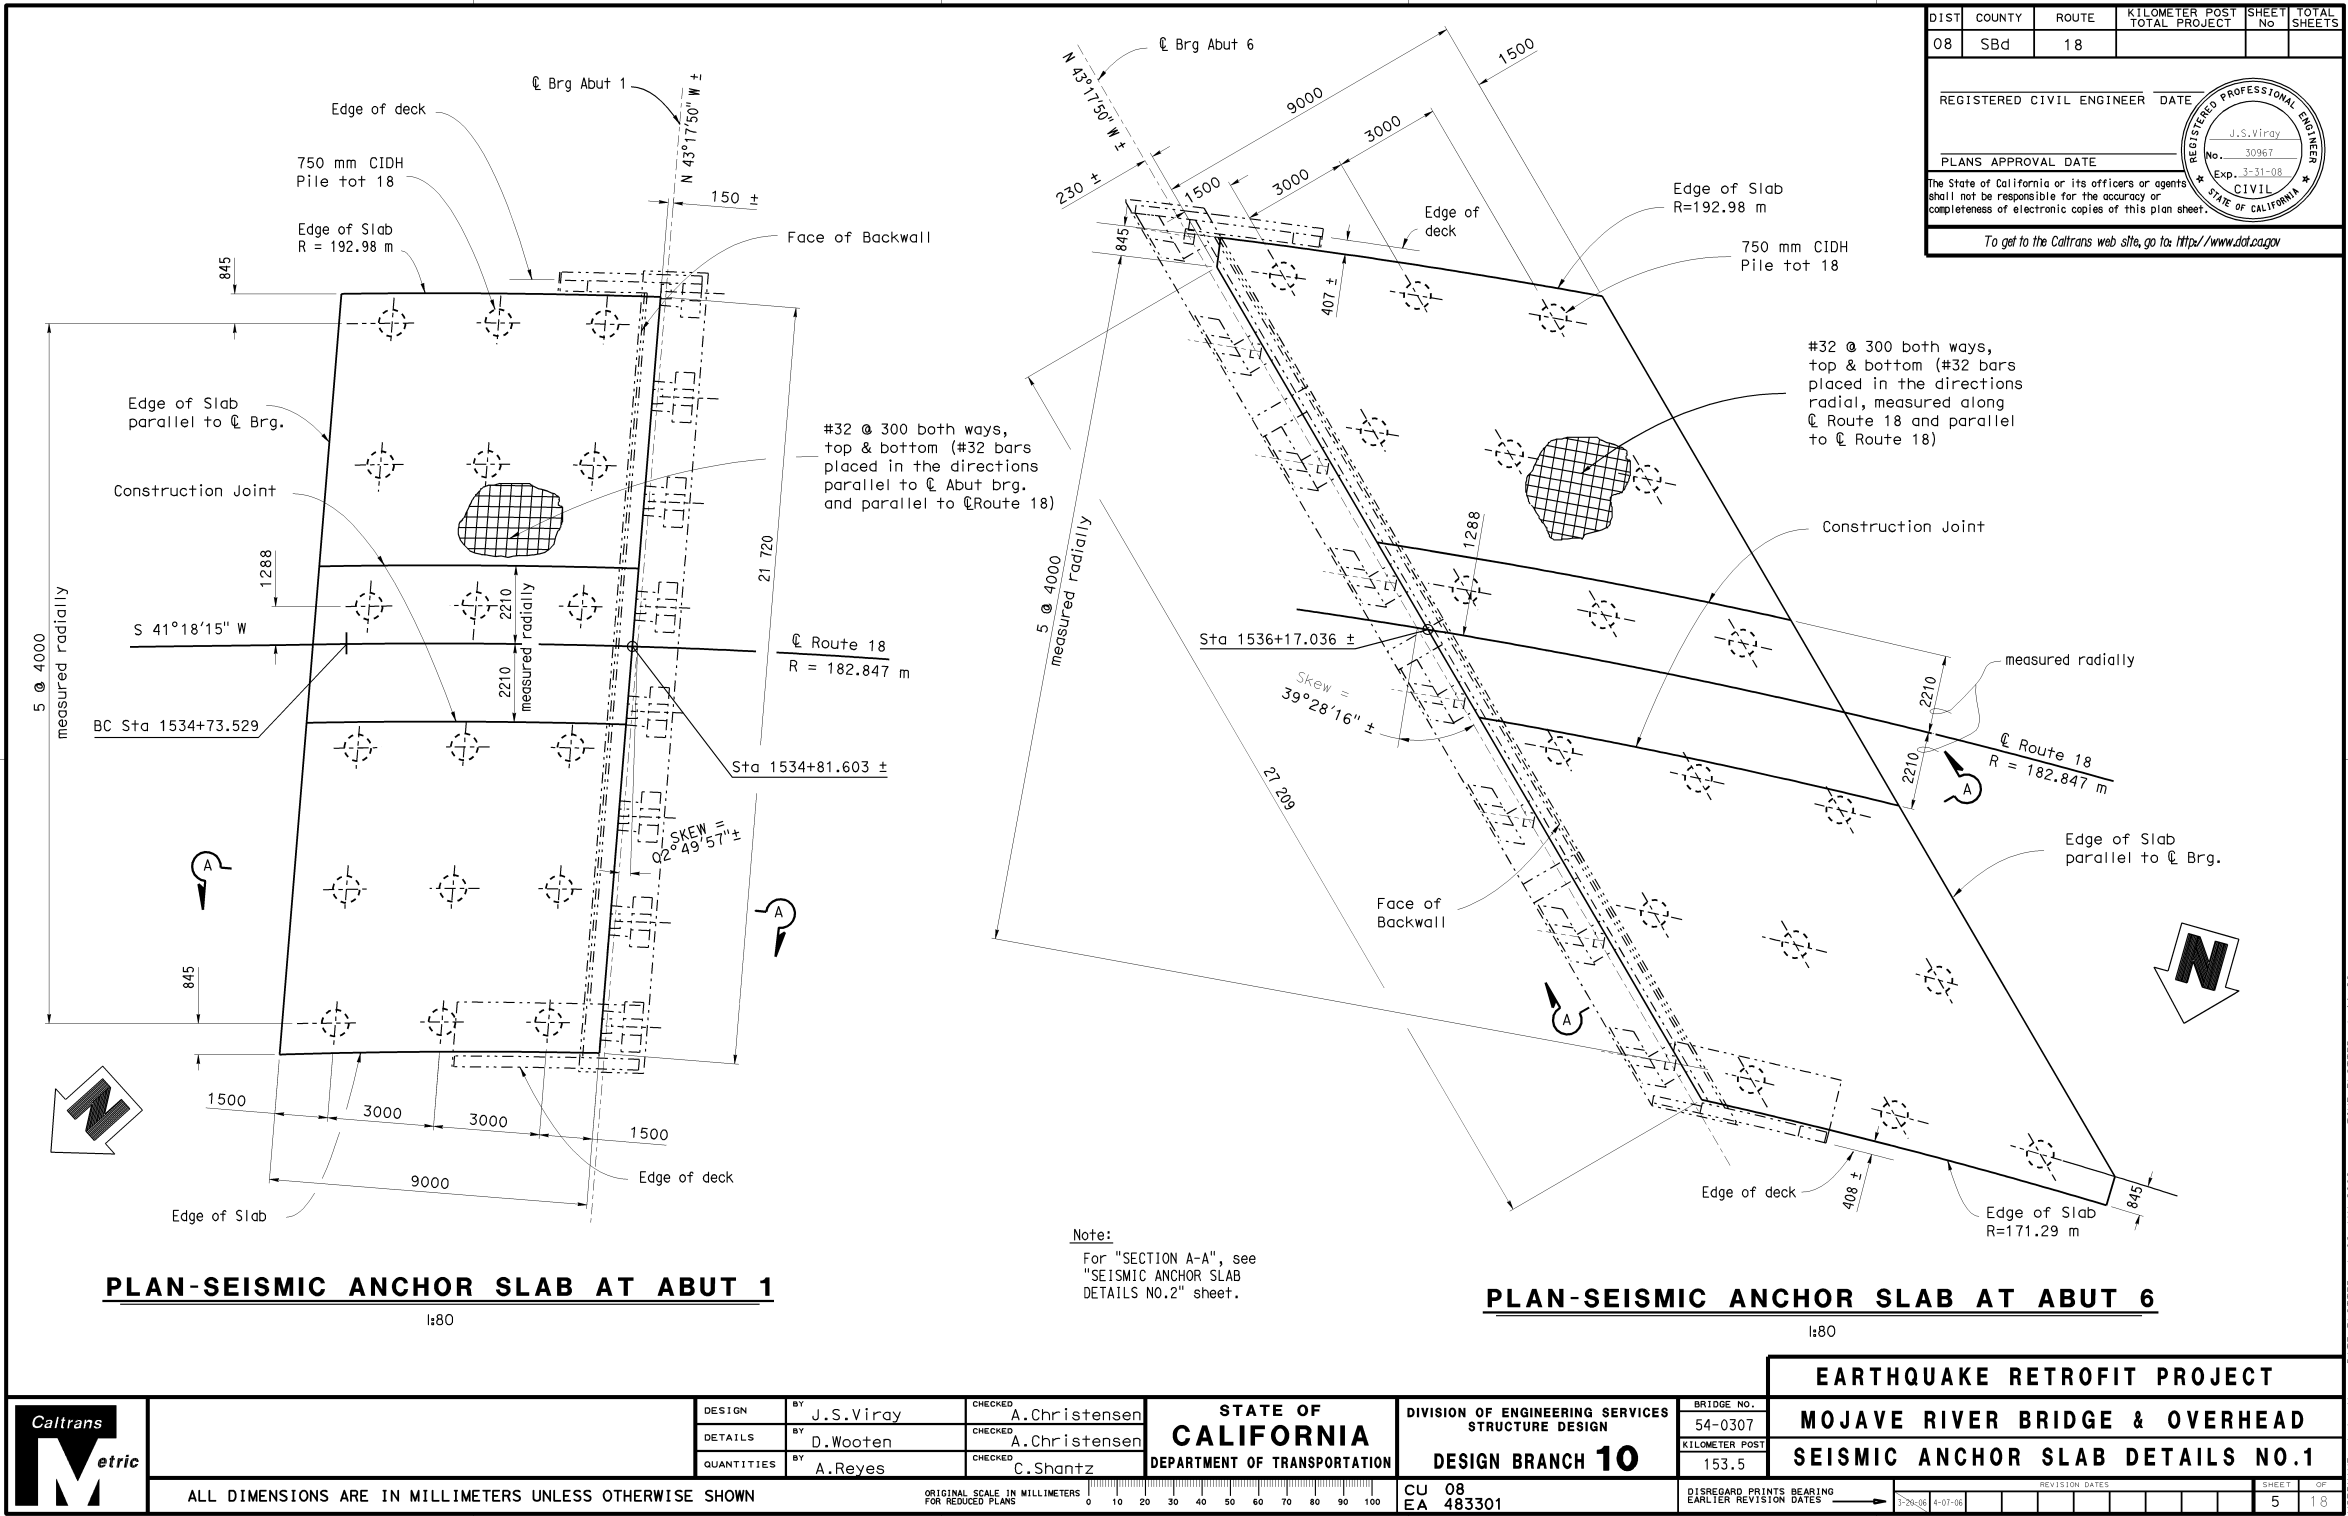 DIST COUNTY ROUTE KILOMETER POST TOTAL PROJECT SHEET No TOTAL SHEETS
08 SBd 18
REGISTERED CIVIL ENGINEER DATE
PLANS APPROVAL DATE
REGISTERED PROFESSIONAL ENGINEER
J.S.Viray
No. 30967
Exp. 3-31-08
CIVIL
STATE OF CALIFORNIA
The State of California or its officers or agents
shall not be responsible for the accuracy or
completeness of electronic copies of this plan sheet.
To get to the Caltrans web site, go to: http://www.dot.ca.gov
℄ Brg Abut 1
N 43°17'50" W ±
Edge of deck
750 mm CIDH
Pile tot 18
150 ±
Edge of Slab
R = 192.98 m
Face of Backwall
845
Edge of Slab
parallel to ℄ Brg.
#32 @ 300 both ways,
top & bottom (#32 bars
placed in the directions
parallel to ℄ Abut brg.
and parallel to ℄Route 18)
Construction Joint
21 720
1288
2210
2210
measured radially
5 @ 4000
measured radially
S 41°18'15" W
℄ Route 18
R = 182.847 m
BC Sta 1534+73.529
Sta 1534+81.603 ±
SKEW =
02°49'57"±
A
A
845
1500
3000
3000
1500
9000
Edge of deck
Edge of Slab
PLAN-SEISMIC ANCHOR SLAB AT ABUT 1
1:80
℄ Brg Abut 6
N 43°17'50" W ±
1500
9000
3000
3000
1500
230 ±
845
Edge of
deck
Edge of Slab
R=192.98 m
750 mm CIDH
Pile tot 18
407 ±
#32 @ 300 both ways,
top & bottom (#32 bars
placed in the directions
radial, measured along
℄ Route 18 and parallel
to ℄ Route 18)
Construction Joint
1288
5 @ 4000
measured radially
Sta 1536+17.036 ±
Skew =
39°28'16" ±
measured radially
2210
2210
℄ Route 18
R = 182.847 m
A
27 209
Edge of Slab
parallel to ℄ Brg.
Face of
Backwall
A
N
N
Edge of deck
408 ±
845
Edge of Slab
R=171.29 m
Note:
For "SECTION A-A", see
"SEISMIC ANCHOR SLAB
DETAILS NO.2" sheet.
PLAN-SEISMIC ANCHOR SLAB AT ABUT 6
1:80
EARTHQUAKE RETROFIT PROJECT
MOJAVE RIVER BRIDGE & OVERHEAD
SEISMIC ANCHOR SLAB DETAILS NO.1
Caltrans
Metric
DESIGN BY J.S.Viray CHECKED A.Christensen
DETAILS BY D.Wooten CHECKED A.Christensen
QUANTITIES BY A.Reyes CHECKED C.Shantz
STATE OF
CALIFORNIA
DEPARTMENT OF TRANSPORTATION
DIVISION OF ENGINEERING SERVICES
STRUCTURE DESIGN
DESIGN BRANCH 10
BRIDGE NO.
54-0307
KILOMETER POST
153.5
ALL DIMENSIONS ARE IN MILLIMETERS UNLESS OTHERWISE SHOWN
ORIGINAL SCALE IN MILLIMETERS
FOR REDUCED PLANS
0 10 20 30 40 50 60 70 80 90 100
CU 08
EA 483301
DISREGARD PRINTS BEARING
EARLIER REVISION DATES
REVISION DATES
3-20-06 4-07-06
SHEET OF
5 18